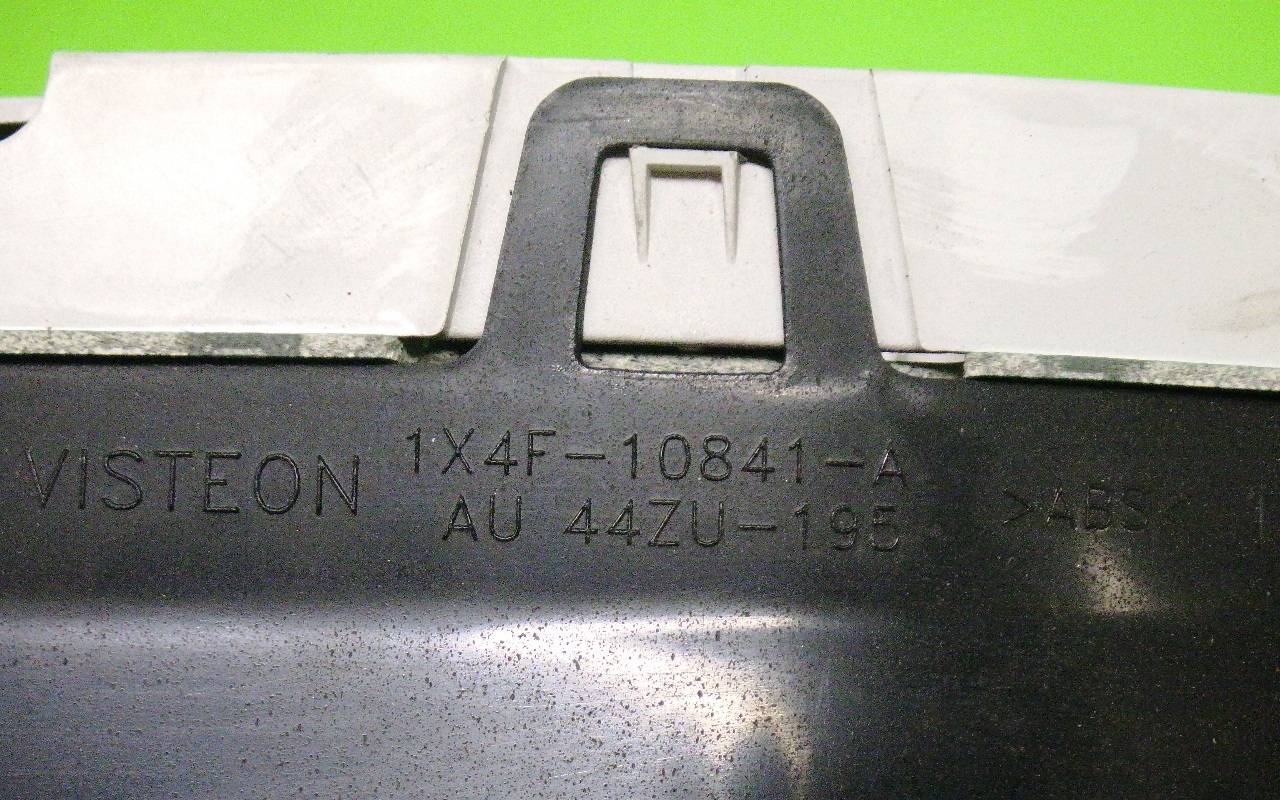 VISTEON
1X4F-10841-A
AU 44ZU-195
>ABS<